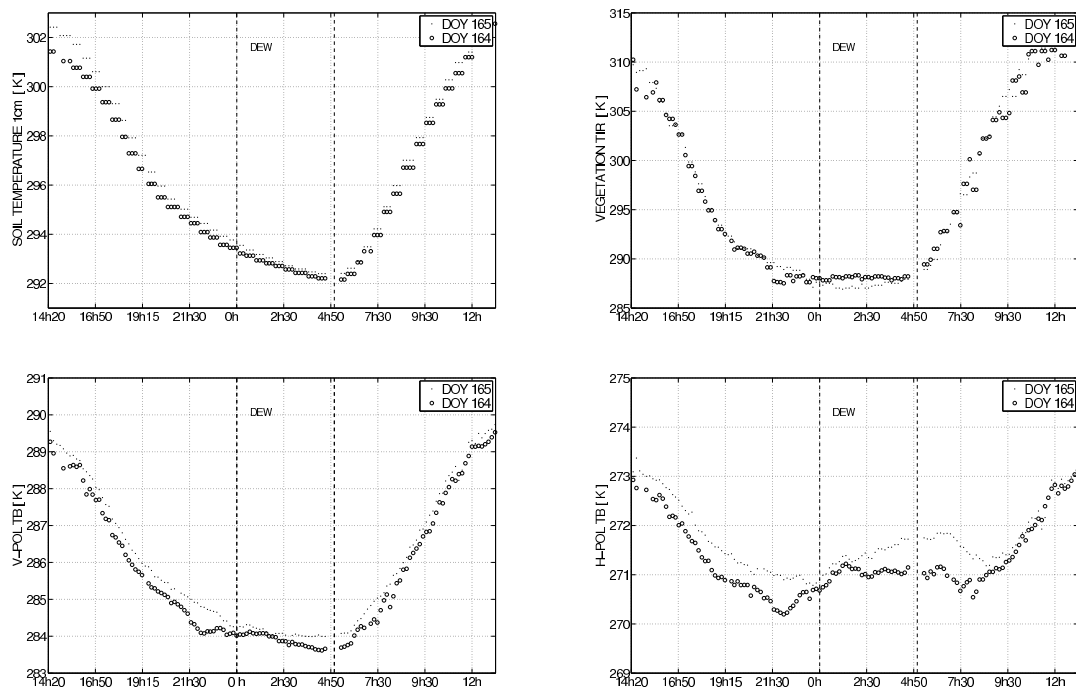 SOIL TEMPERATURE 1cm [K]
302
300
298
296
294
292
DEW
DOY 165
DOY 164
14h20 16h50 19h15 21h30 0h 2h30 4h50 7h30 9h30 12h
VEGETATION TIR [K]
315
310
305
300
295
290
285
DEW
DOY 165
DOY 164
14h20 16h50 19h15 21h30 0h 2h30 4h50 7h30 9h30 12h
V-POL TB [K]
291
290
289
288
287
286
285
284
283
DEW
DOY 165
DOY 164
14h20 16h50 19h15 21h30 0h 2h30 4h50 7h30 9h30 12h
H-POL TB [K]
275
274
273
272
271
270
269
DEW
DOY 165
DOY 164
14h20 16h50 19h15 21h30 0h 2h30 4h50 7h30 9h30 12h